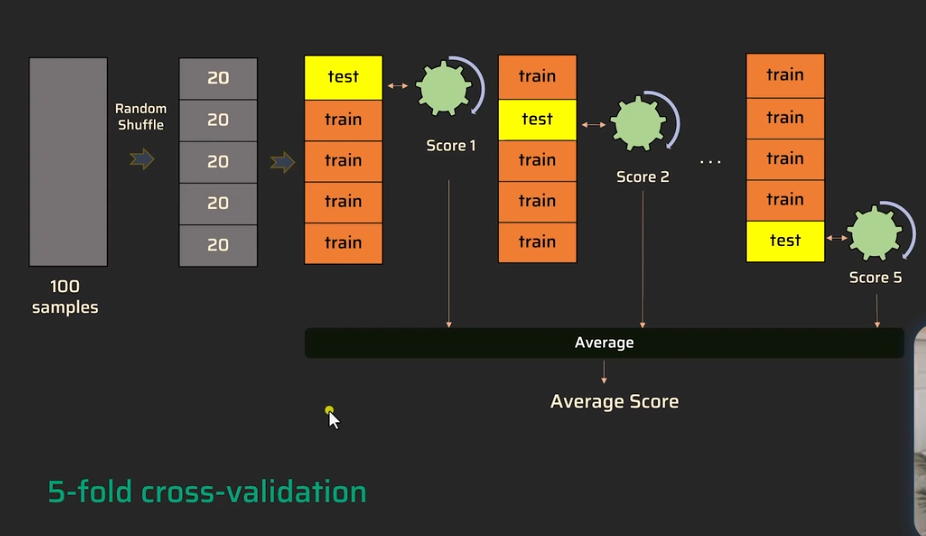 Random
Shuffle
100
samples
20
20
20
20
20
test
train
train
train
train
Score 1
train
test
train
train
train
Score 2
...
train
train
train
train
test
Score 5
Average
Average Score
5-fold cross-validation